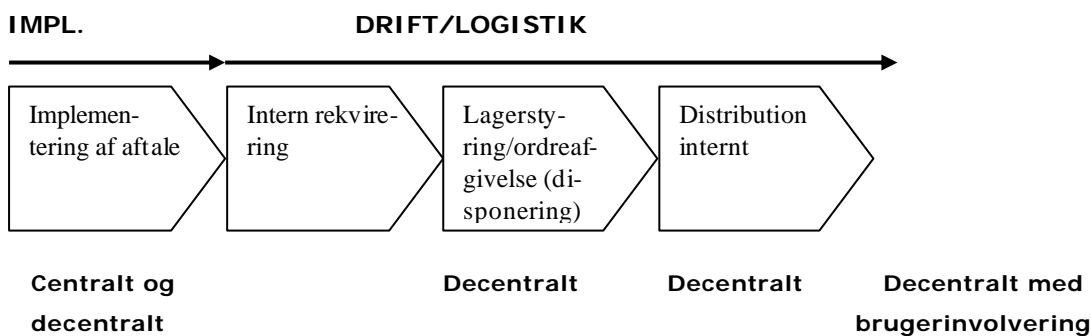 IMPL.
DRIFT/LOGISTIK
Implemen-
tering af aftale
Intern rekvire-
ring
Lagersty-
ring/ordreaf-
givelse (di-
sponering)
Distribution
internt
Centralt og
decentralt
Decentralt
Decentralt
Decentralt med
brugerinvolvering